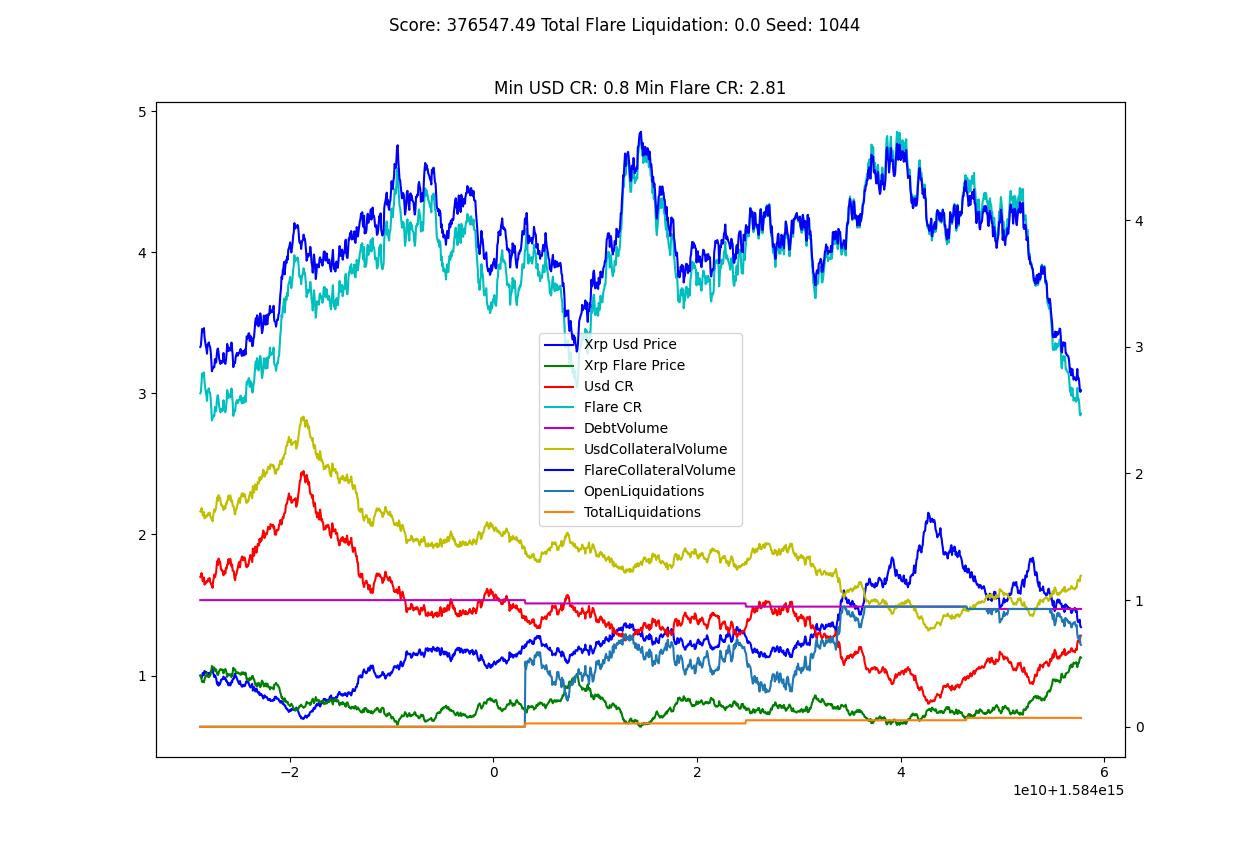 Score: 376547.49 Total Flare Liquidation: 0.0 Seed: 1044
Min USD CR: 0.8 Min Flare CR: 2.81
5
4
3
2
1
4
3
2
1
0
Xrp Usd Price
Xrp Flare Price
Usd CR
Flare CR
DebtVolume
UsdCollateralVolume
FlareCollateralVolume
OpenLiquidations
TotalLiquidations
−2 0 2 4 6
1e10+1.584e15